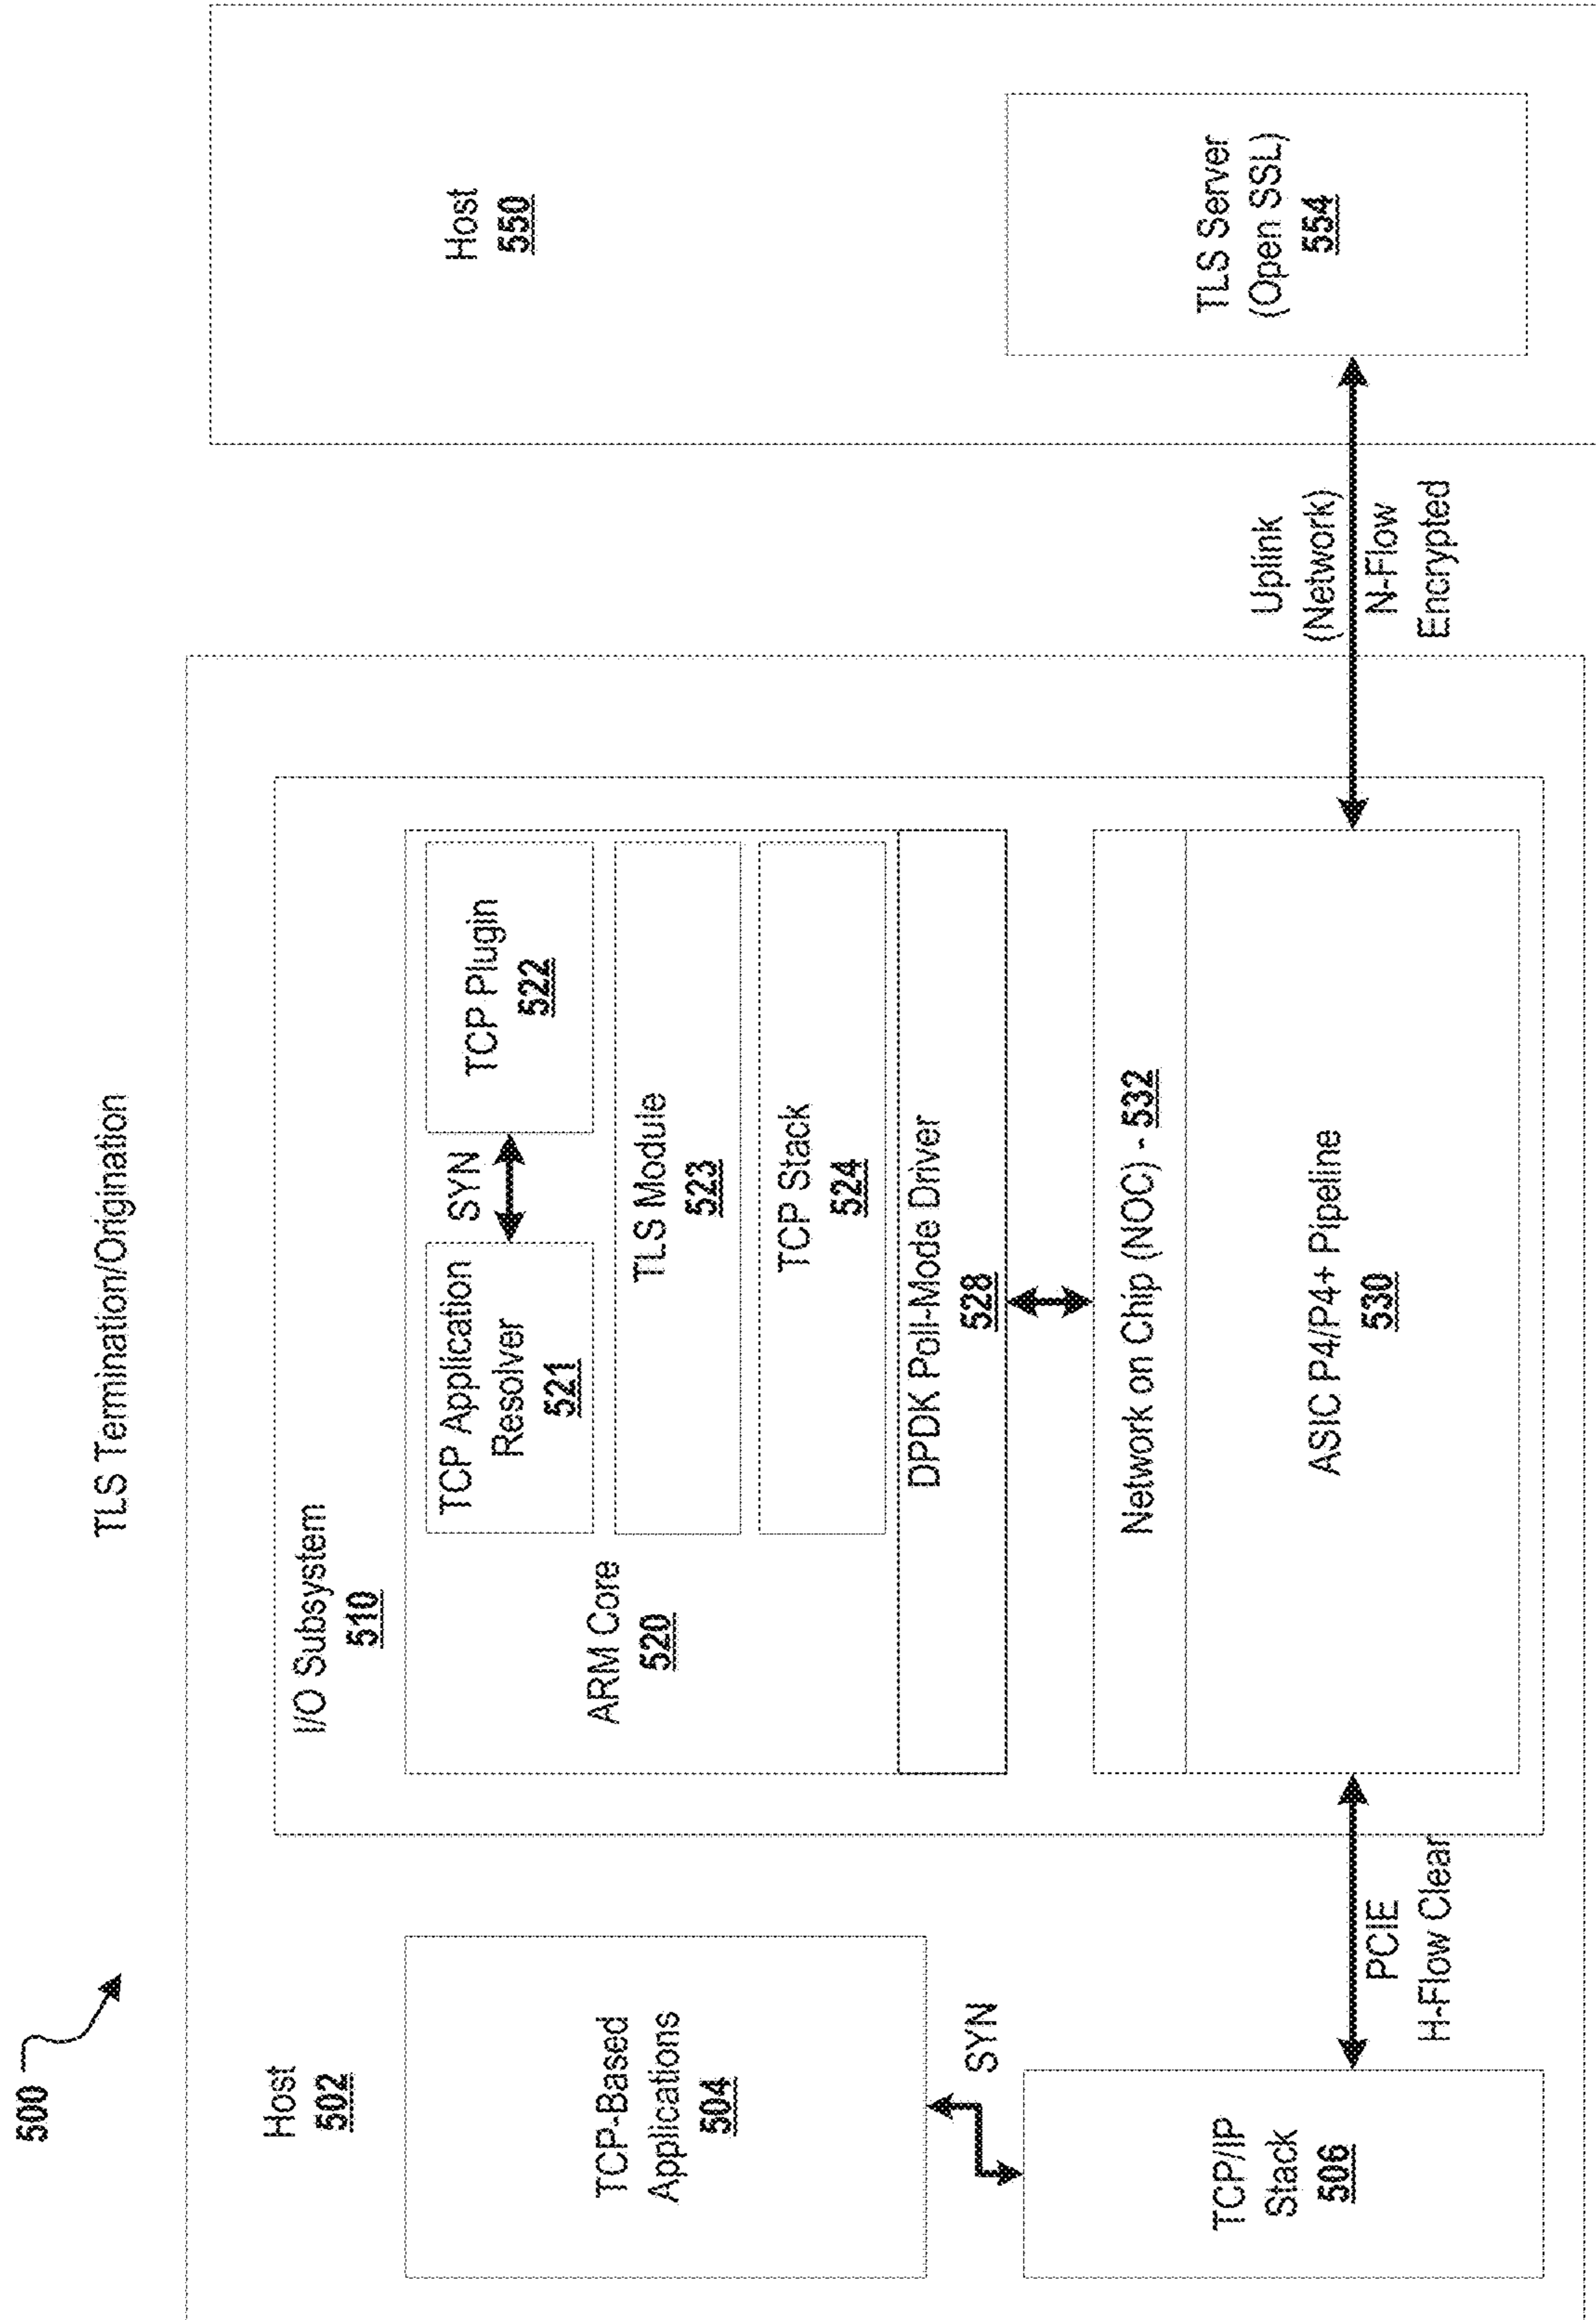 500
TLS Termination/Origination
Host
502
TCP-Based
Applications
504
SYN
TCP/IP
Stack
506
PCIE
H-Flow Clear
I/O Subsystem
510
ARM Core
520
TCP Application
Resolver
521
SYN
TCP Plugin
522
TLS Module
523
TCP Stack
524
DPDK Poll-Mode Driver
528
Network on Chip (NOC) - 532
ASIC P4/P4+ Pipeline
530
Uplink
(Network)
N-Flow
Encrypted
Host
550
TLS Server
(Open SSL)
554